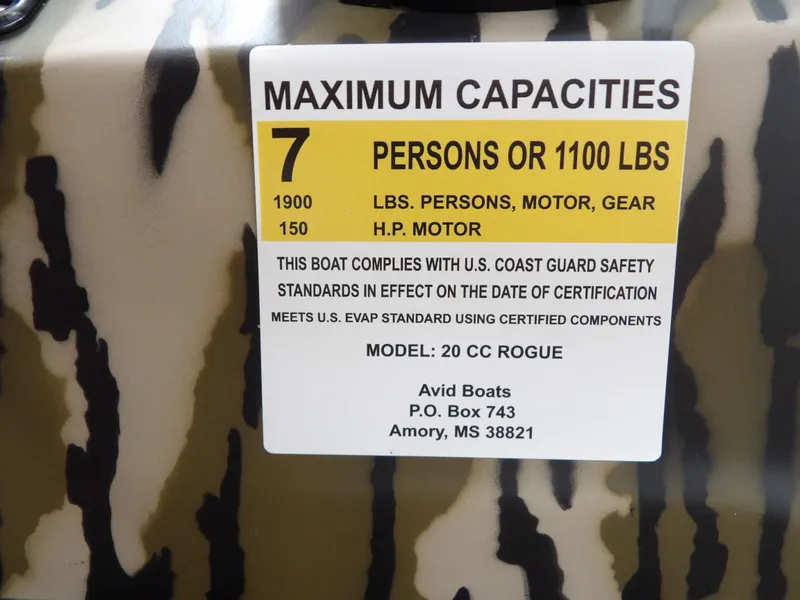 MAXIMUM CAPACITIES
7 PERSONS OR 1100 LBS
1900 LBS. PERSONS, MOTOR, GEAR
150 H.P. MOTOR
THIS BOAT COMPLIES WITH U.S. COAST GUARD SAFETY
STANDARDS IN EFFECT ON THE DATE OF CERTIFICATION
MEETS U.S. EVAP STANDARD USING CERTIFIED COMPONENTS
MODEL: 20 CC ROGUE
Avid Boats
P.O. Box 743
Amory, MS 38821